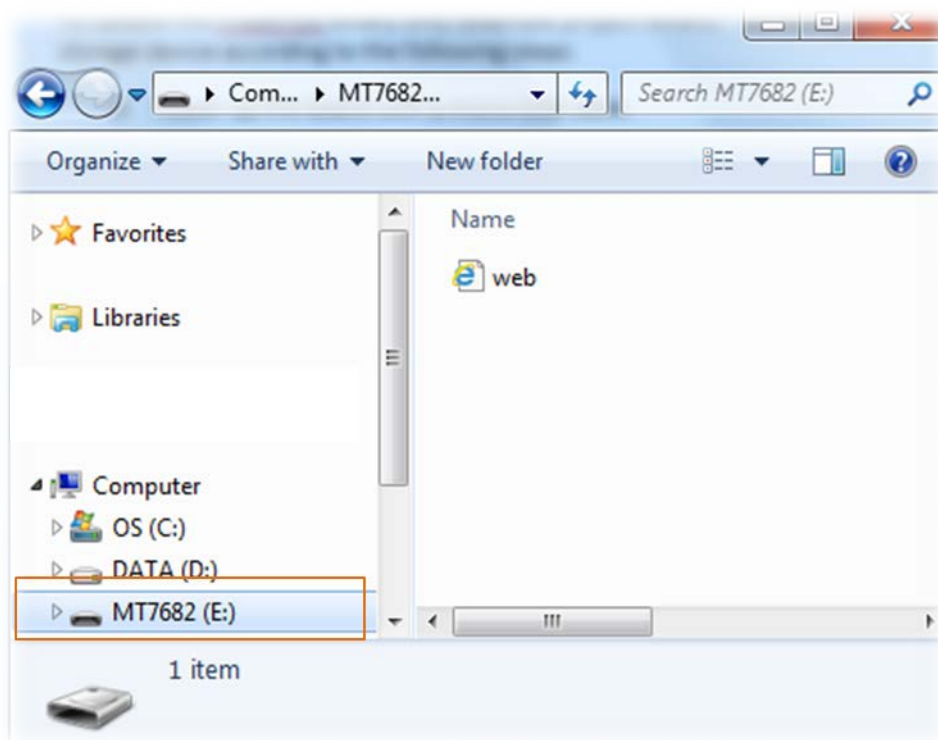 Com... MT7682...
Search MT7682 (E:)
Organize Share with New folder
Name
web
Favorites
Libraries
Computer
OS (C:)
DATA (D:)
MT7682 (E:)
1 item